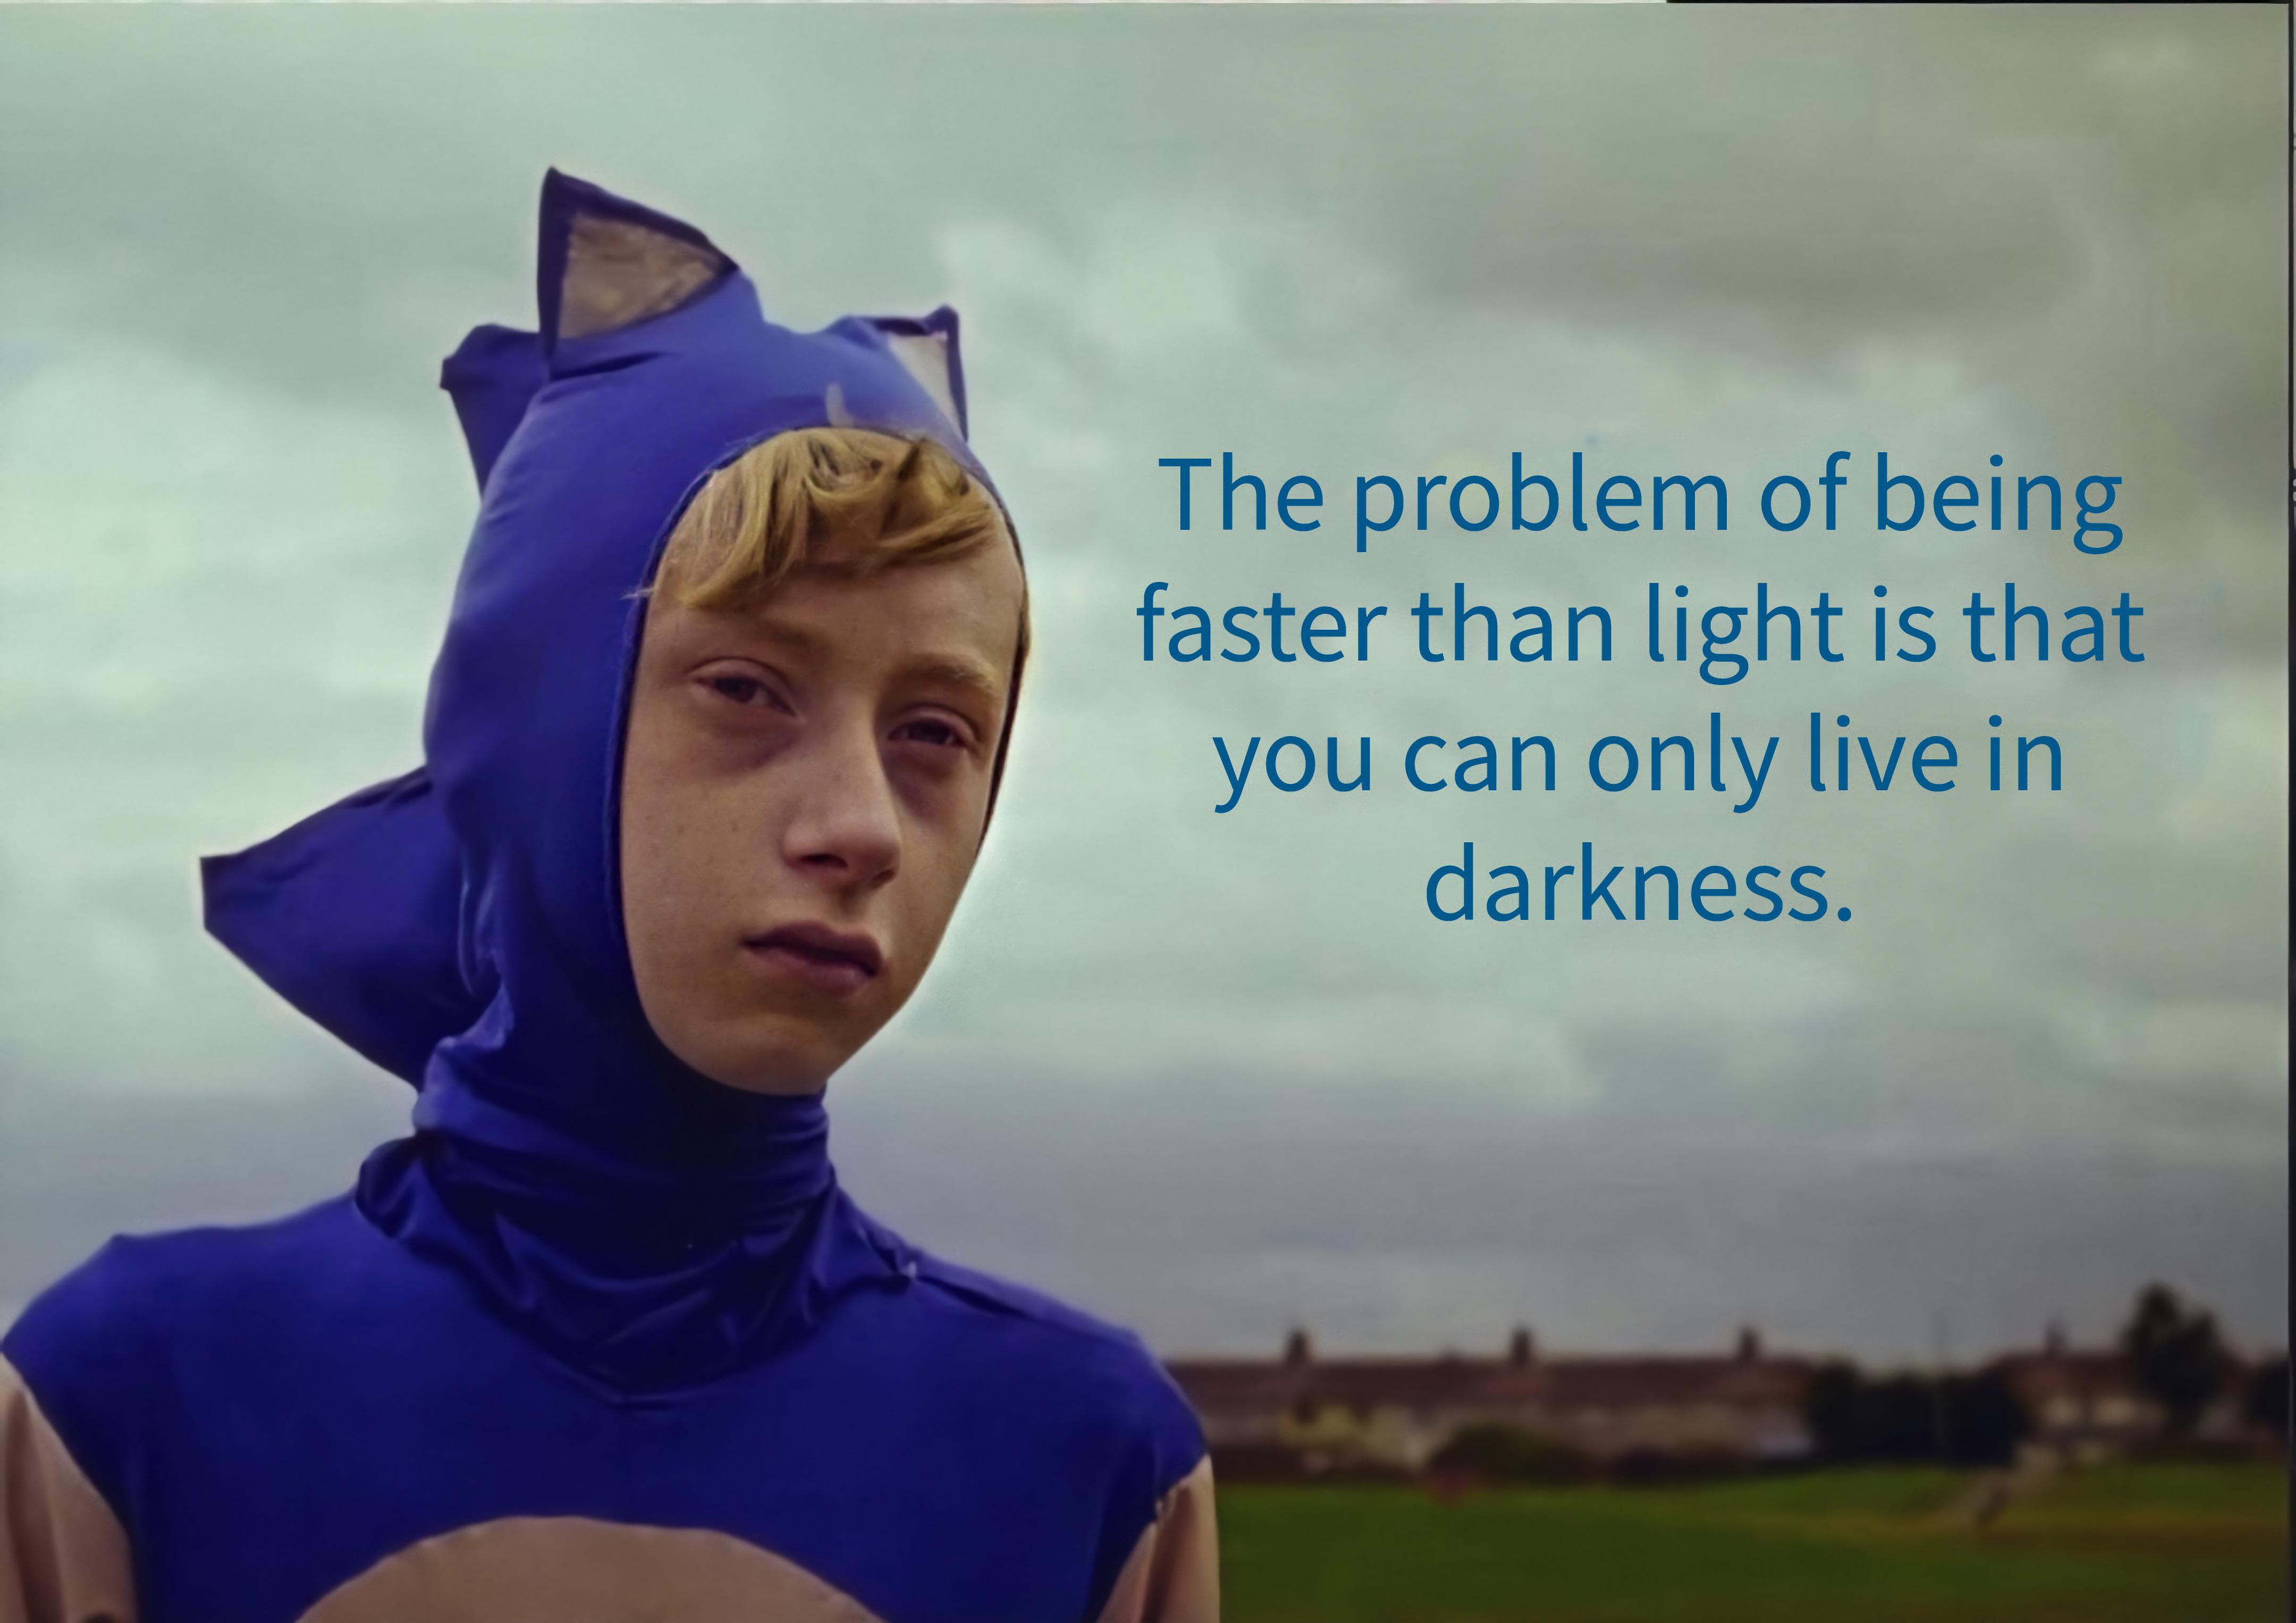 The problem of being
faster than light is that
you can only live in
darkness.